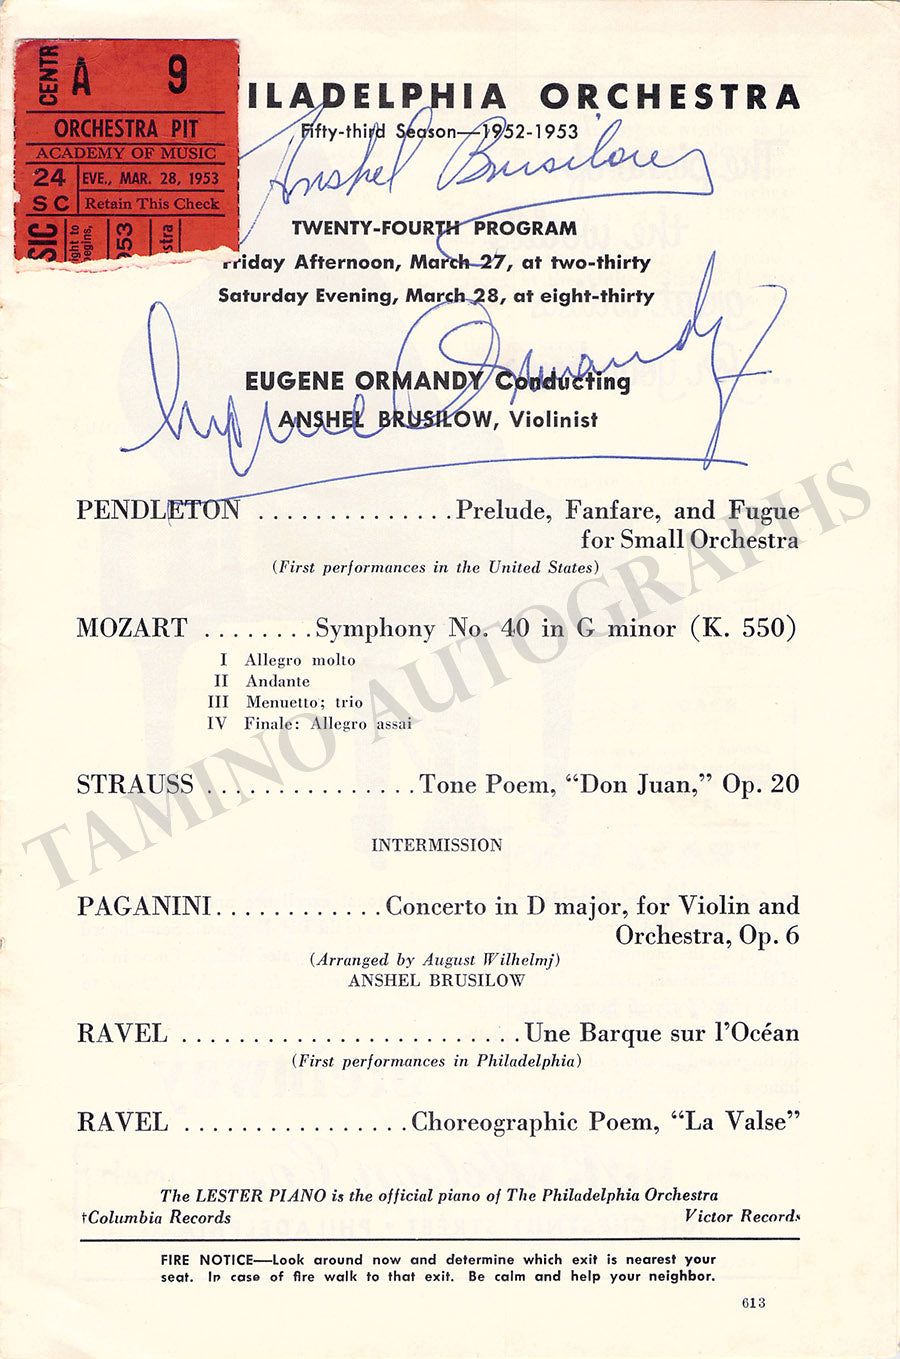 CENTR
A 9
ORCHESTRA PIT
ACADEMY OF MUSIC
24 EVE., MAR. 28, 1953
SC Retain This Check
SIC
ght to
egins,
953
stra
ILADELPHIA ORCHESTRA
Fifty-third Season—1952-1953
Anshel Brusilow
TWENTY-FOURTH PROGRAM
Friday Afternoon, March 27, at two-thirty
Saturday Evening, March 28, at eight-thirty
Eugene Ormandy
EUGENE ORMANDY Conducting
ANSHEL BRUSILOW, Violinist
PENDLETON . . . . . . . . . . . . . . Prelude, Fanfare, and Fugue
for Small Orchestra
(First performances in the United States)
MOZART . . . . . . . . Symphony No. 40 in G minor (K. 550)
I Allegro molto
II Andante
III Menuetto; trio
IV Finale: Allegro assai
STRAUSS . . . . . . . . . . . . . . . Tone Poem, “Don Juan,” Op. 20
INTERMISSION
PAGANINI. . . . . . . . . . . . Concerto in D major, for Violin and
Orchestra, Op. 6
(Arranged by August Wilhelmj)
ANSHEL BRUSILOW
RAVEL . . . . . . . . . . . . . . . . . . . . . . . . Une Barque sur l’Océan
(First performances in Philadelphia)
RAVEL . . . . . . . . . . . . . . . . Choreographic Poem, “La Valse”
The LESTER PIANO is the official piano of The Philadelphia Orchestra
†Columbia Records Victor Records
FIRE NOTICE—Look around now and determine which exit is nearest your
seat. In case of fire walk to that exit. Be calm and help your neighbor.
613
TAMINO AUTOGRAPHS